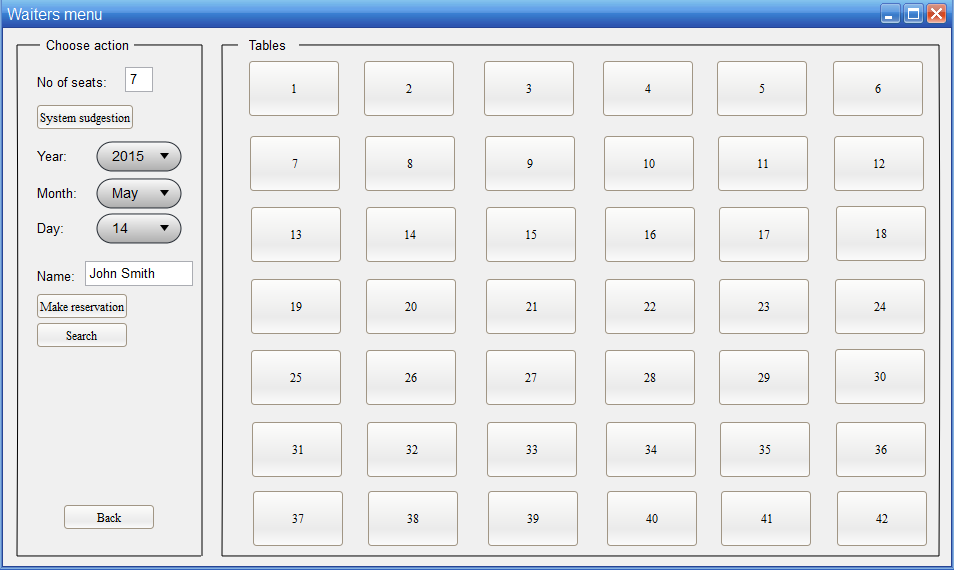 Waiters menu
Choose action
No of seats: 7
System sudgestion
Year: 2015
Month: May
Day: 14
Name: John Smith
Make reservation
Search
Back
Tables
1 2 3 4 5 6
7 8 9 10 11 12
13 14 15 16 17 18
19 20 21 22 23 24
25 26 27 28 29 30
31 32 33 34 35 36
37 38 39 40 41 42